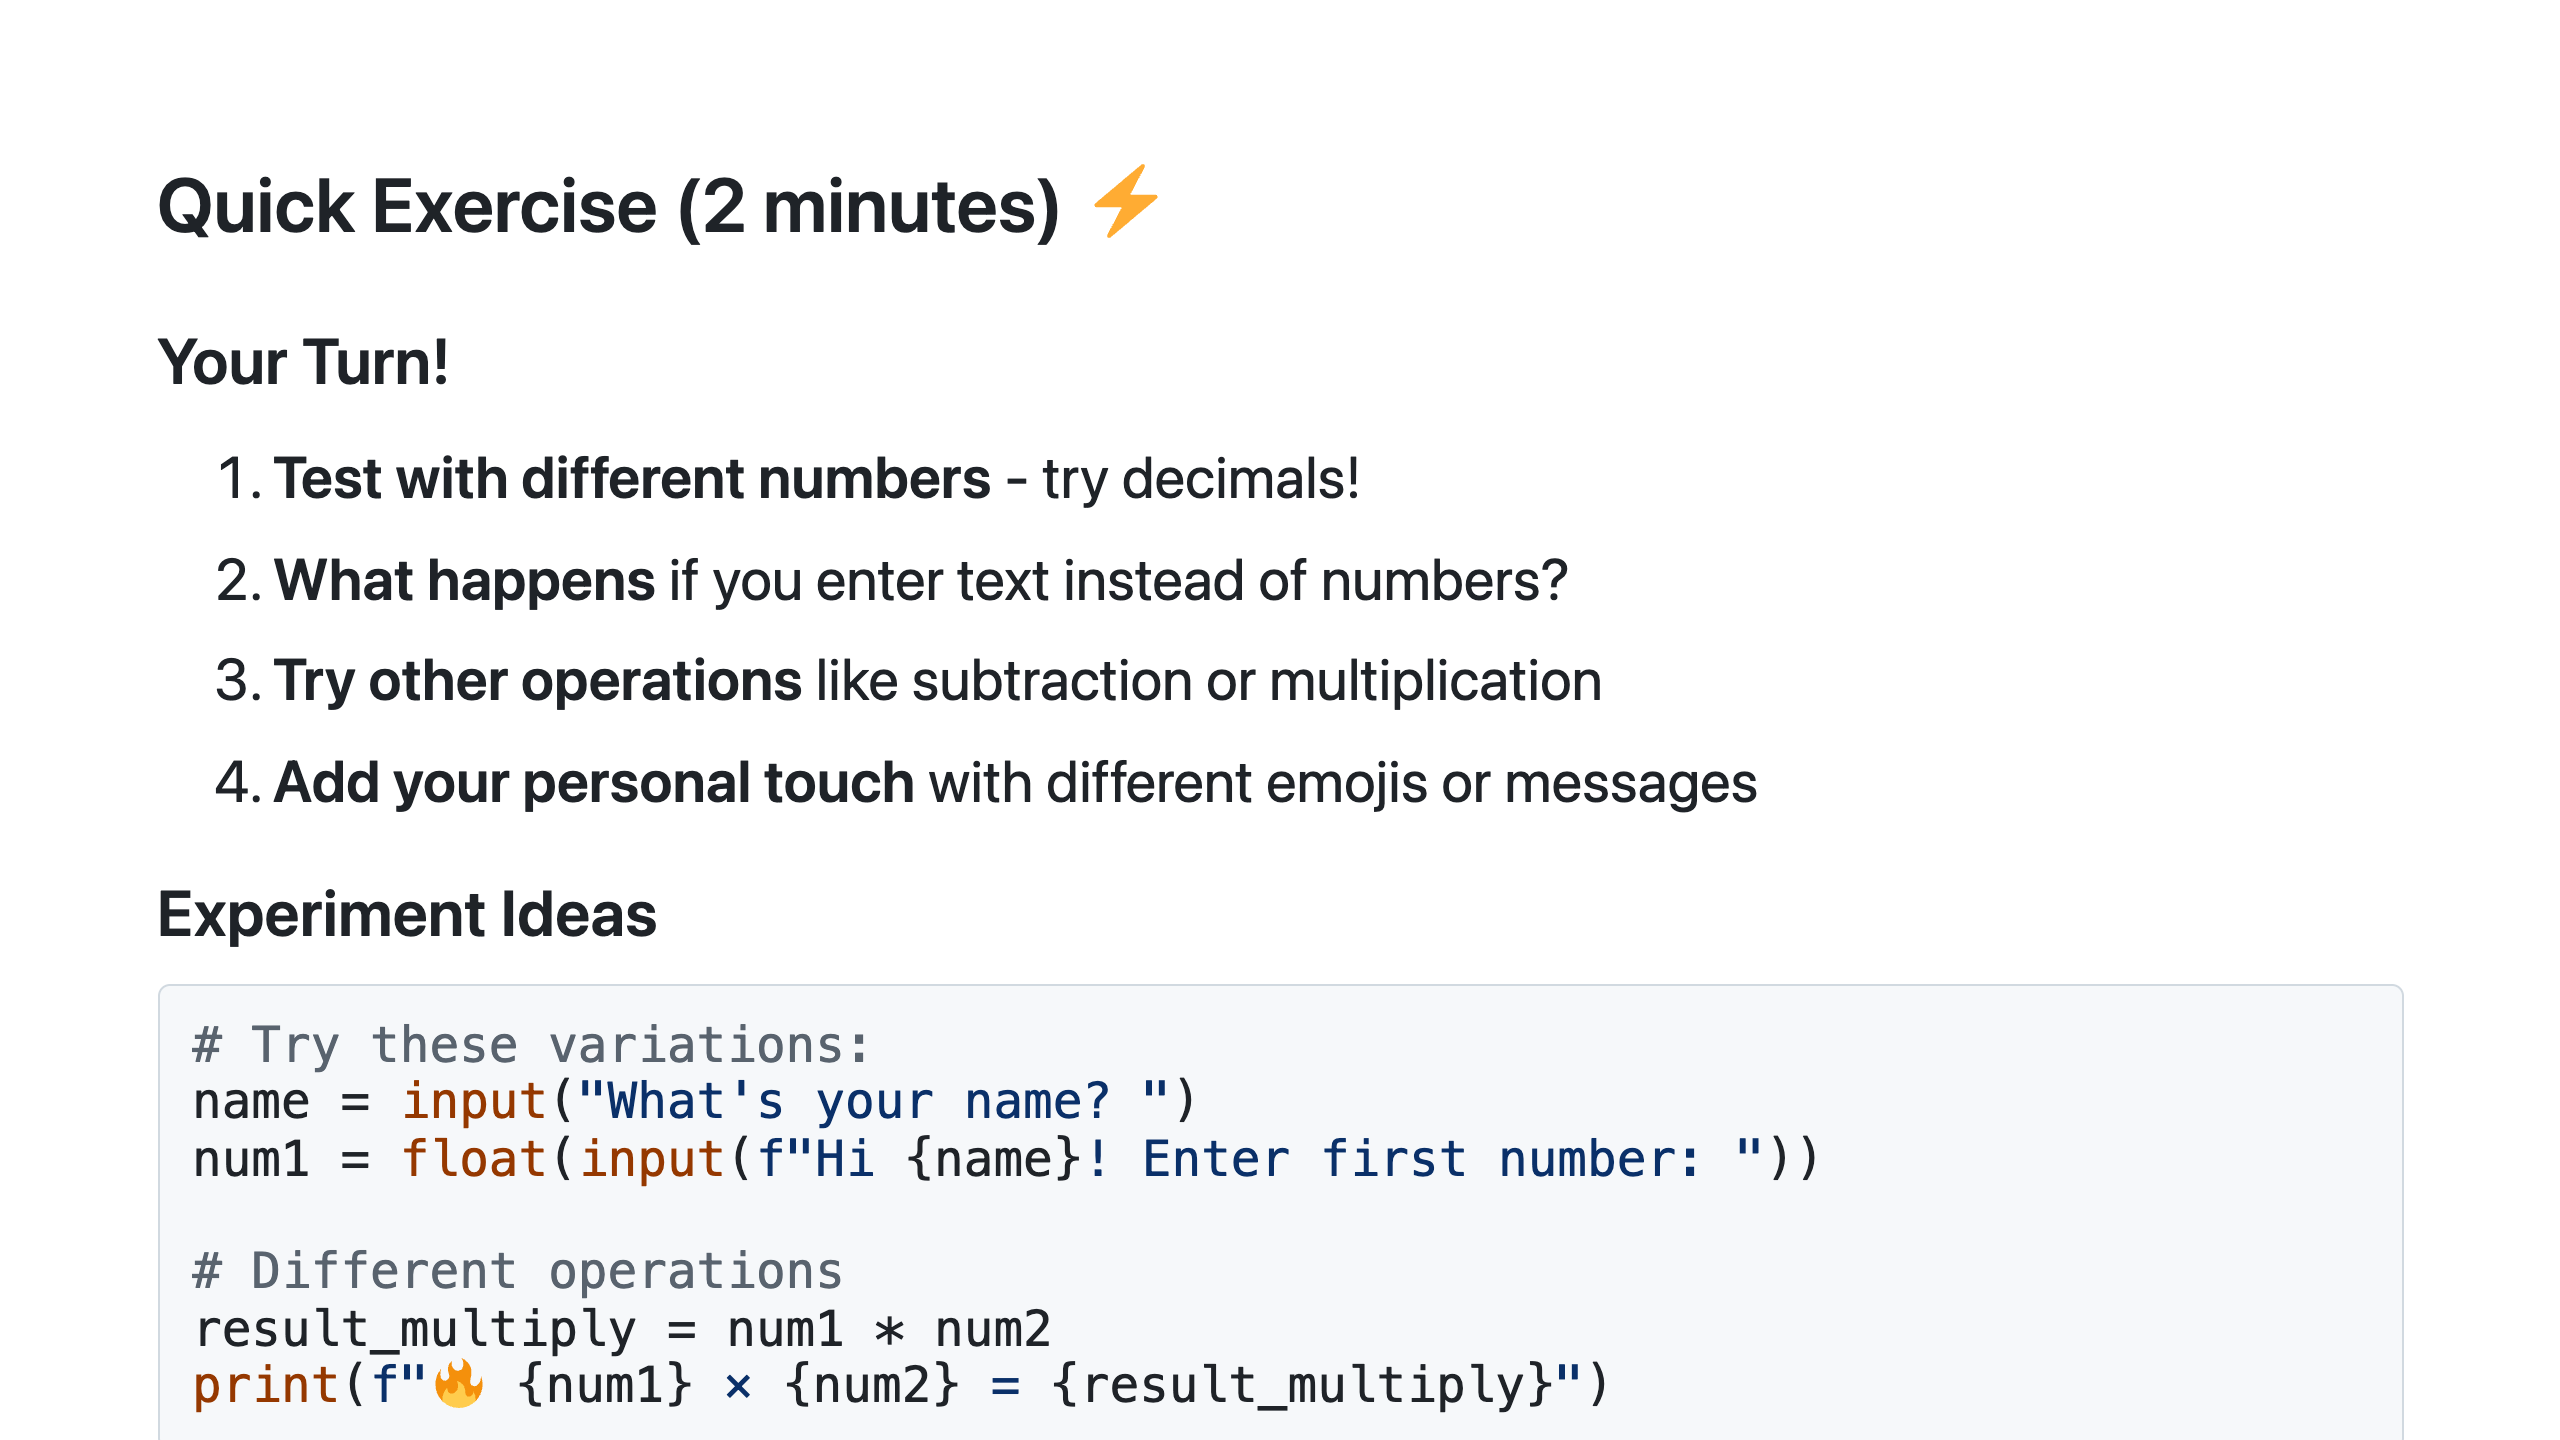 Quick Exercise (2 minutes) ⚡
Your Turn!
1. Test with different numbers - try decimals!
2. What happens if you enter text instead of numbers?
3. Try other operations like subtraction or multiplication
4. Add your personal touch with different emojis or messages
Experiment Ideas
# Try these variations:
name = input("What's your name? ")
num1 = float(input(f"Hi {name}! Enter first number: "))
# Different operations
result_multiply = num1 * num2
print(f"🔥 {num1} × {num2} = {result_multiply}")